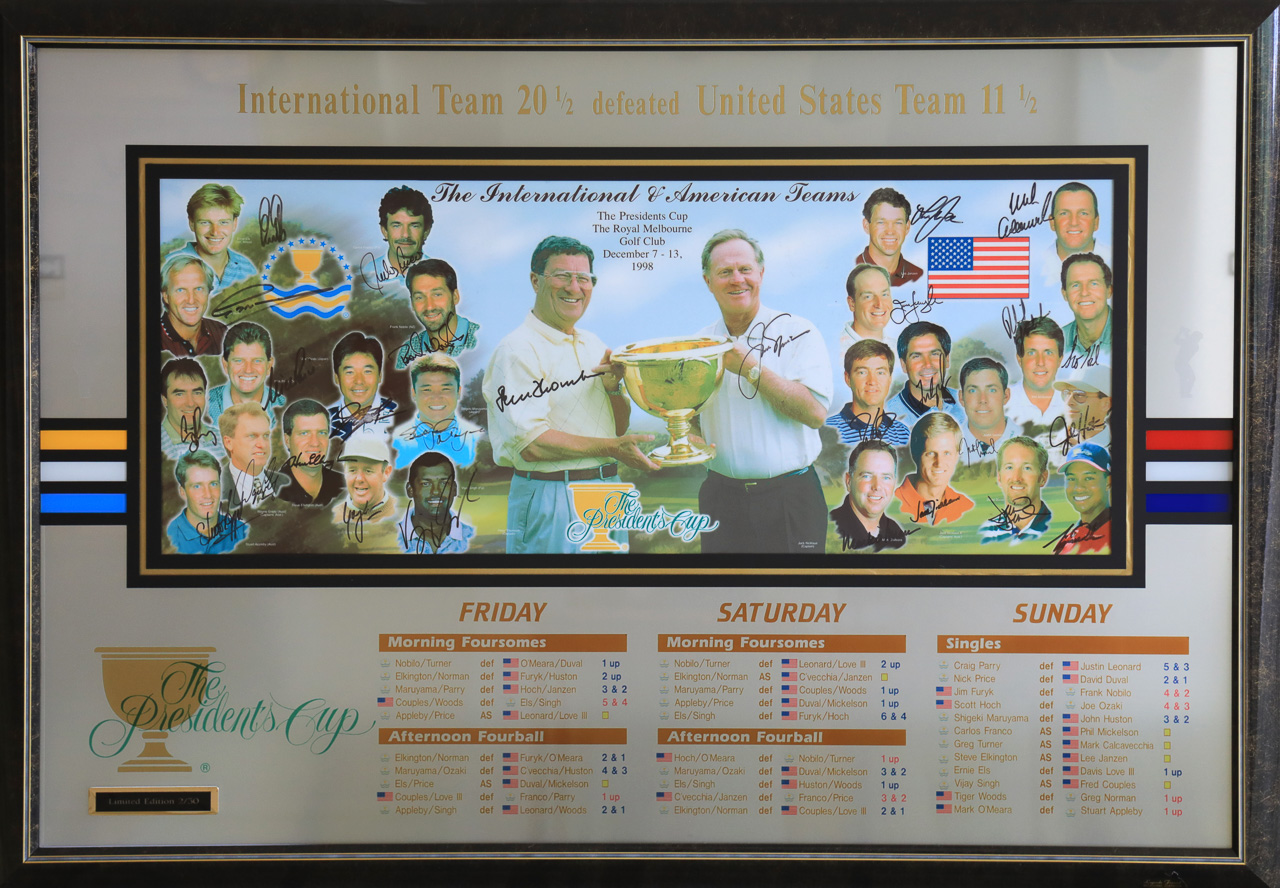 International Team 20 1/2 defeated United States Team 11 1/2
The International & American Teams
The Presidents Cup
The Royal Melbourne
Golf Club
December 7 - 13,
1998
The
President's Cup
FRIDAY
Morning Foursomes
Nobilo/Turner def O'Meara/Duval 1 up
Elkington/Norman def Furyk/Huston 2 up
Maruyama/Parry def Hoch/Janzen 3 & 2
Couples/Woods def Els/Singh 5 & 4
Appleby/Price AS Leonard/Love III
Afternoon Fourball
Elkington/Norman def Furyk/O'Meara 2 & 1
Maruyama/Ozaki def C'vecchia/Huston 4 & 3
Els/Price AS Duval/Mickelson
Couples/Love III def Franco/Parry 1 up
Appleby/Singh def Leonard/Woods 2 & 1
SATURDAY
Morning Foursomes
Nobilo/Turner def Leonard/Love III 2 up
Elkington/Norman AS C'vecchia/Janzen
Maruyama/Parry def Couples/Woods 1 up
Appleby/Price def Duval/Mickelson 1 up
Els/Singh def Furyk/Hoch 6 & 4
Afternoon Fourball
Hoch/O'Meara def Nobilo/Turner 1 up
Maruyama/Ozaki def Duval/Mickelson 3 & 2
Els/Singh def Huston/Woods 1 up
C'vecchia/Janzen def Franco/Price 3 & 2
Elkington/Norman def Couples/Love III 2 & 1
SUNDAY
Singles
Craig Parry def Justin Leonard 5 & 3
Nick Price def David Duval 2 & 1
Jim Furyk def Frank Nobilo 4 & 2
Scott Hoch def Joe Ozaki 4 & 3
Shigeki Maruyama def John Huston 3 & 2
Carlos Franco AS Phil Mickelson
Greg Turner AS Mark Calcavecchia
Steve Elkington AS Lee Janzen
Ernie Els def Davis Love III 1 up
Vijay Singh AS Fred Couples
Tiger Woods def Greg Norman 1 up
Mark O'Meara def Stuart Appleby 1 up
The
President's Cup
®
Limited Edition 2/50